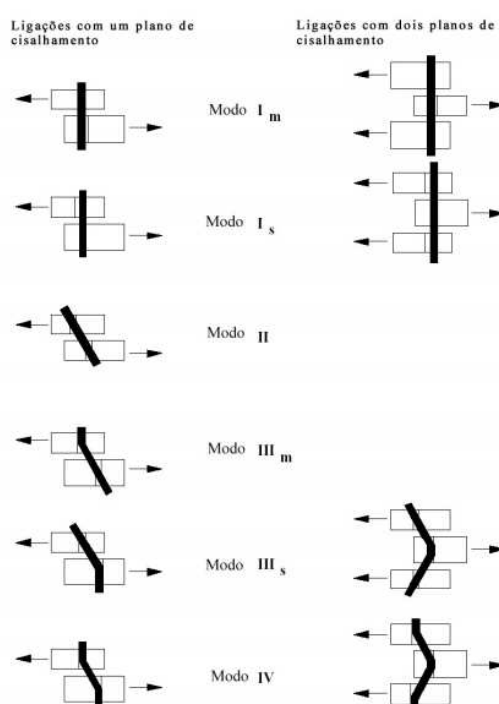 Ligações com um plano de
cisalhamento
Ligações com dois planos de
cisalhamento
Modo I m
Modo I s
Modo II
Modo III m
Modo III s
Modo IV